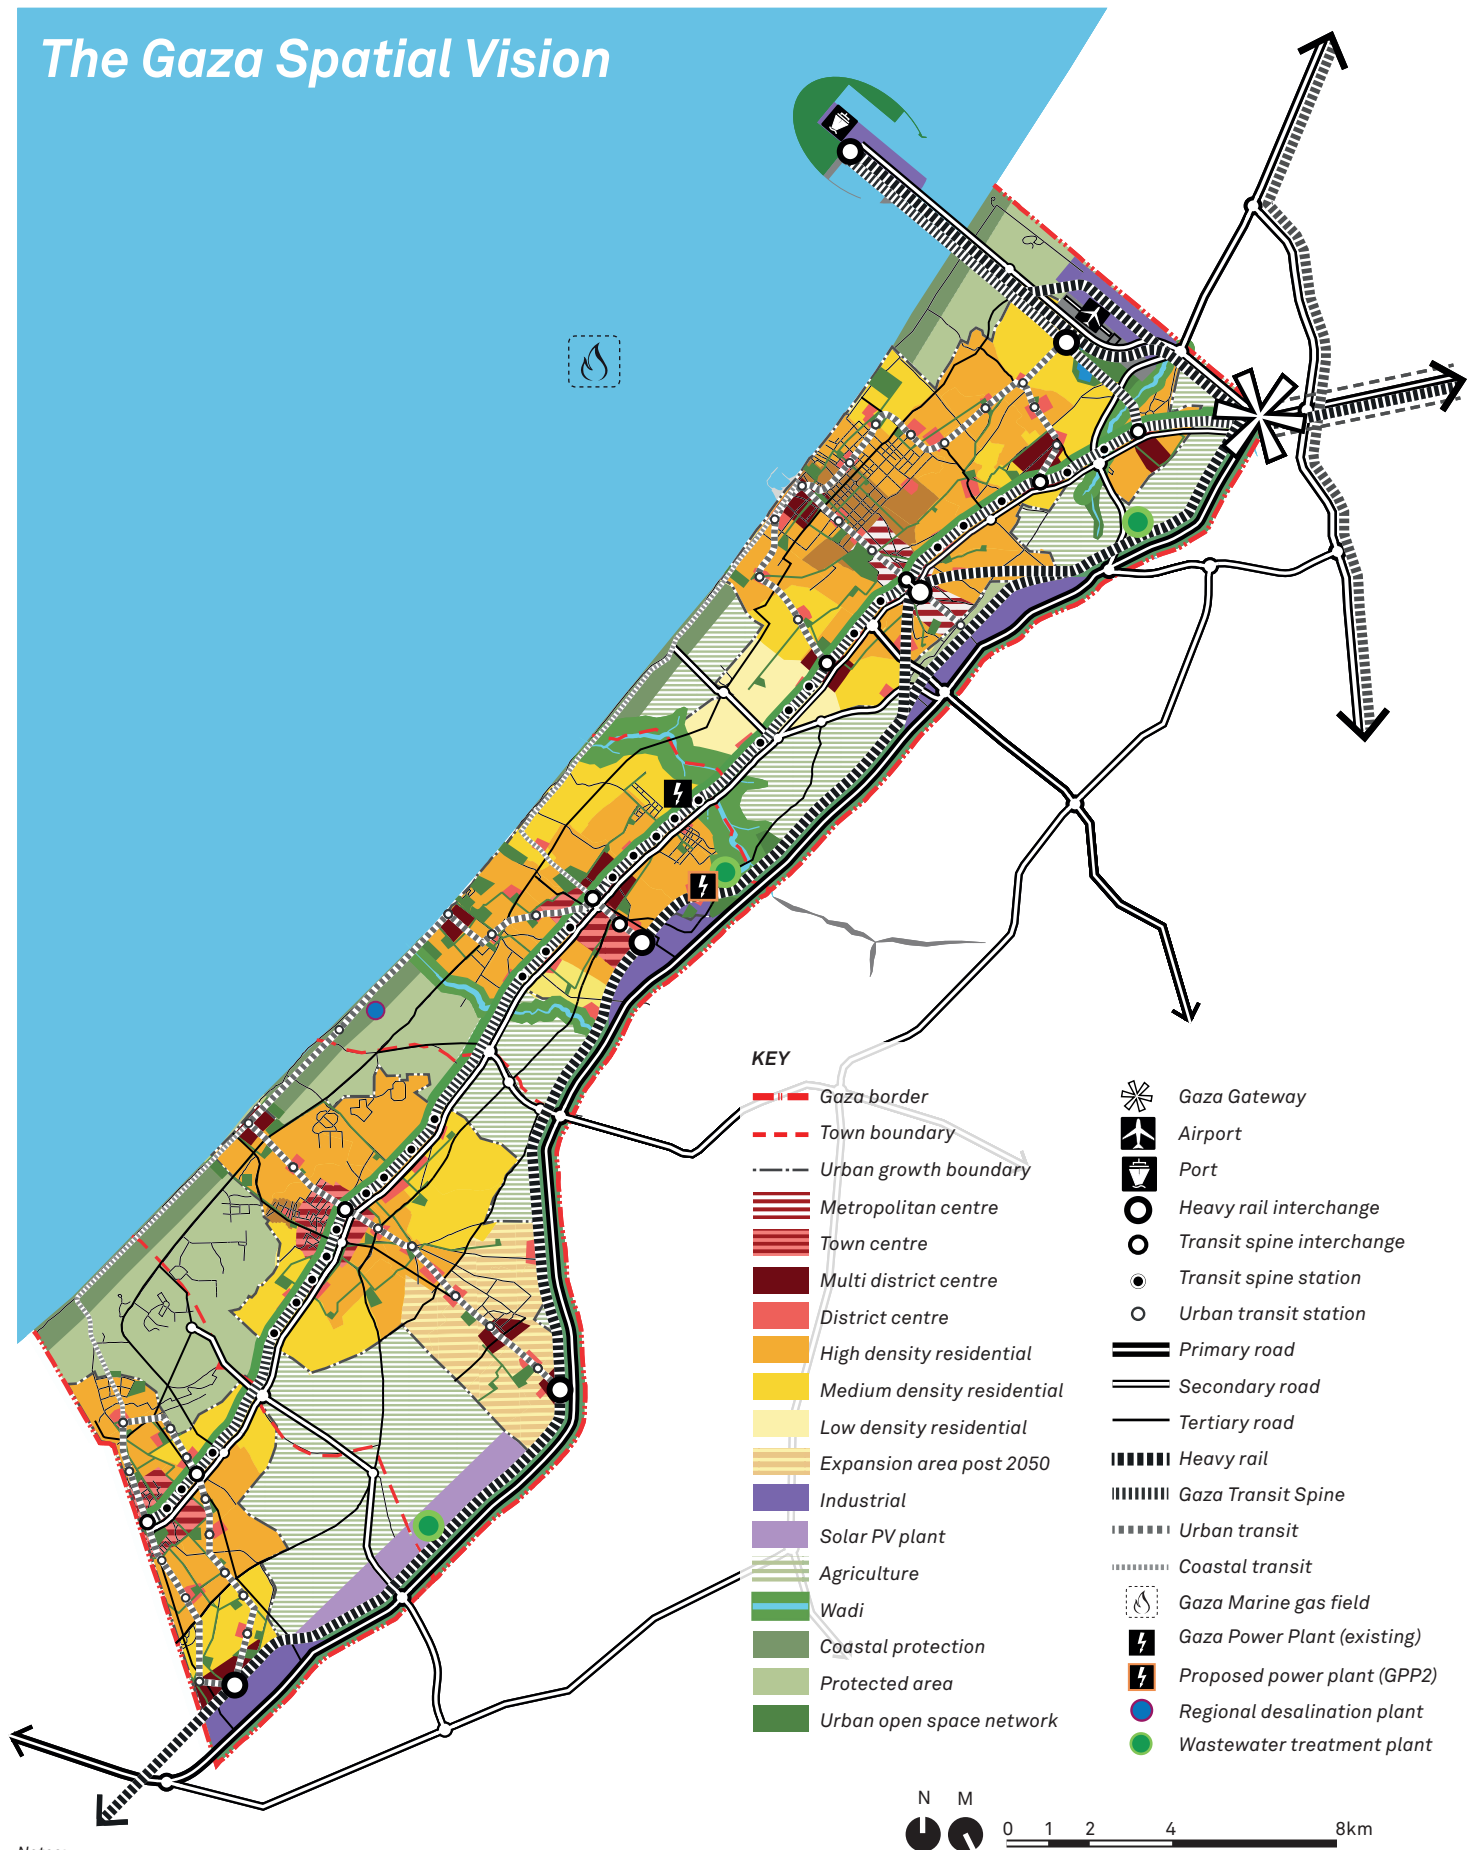 The Gaza Spatial Vision
KEY
Gaza border
Town boundary
Urban growth boundary
Metropolitan centre
Town centre
Multi district centre
District centre
High density residential
Medium density residential
Low density residential
Expansion area post 2050
Industrial
Solar PV plant
Agriculture
Wadi
Coastal protection
Protected area
Urban open space network
Gaza Gateway
Airport
Port
Heavy rail interchange
Transit spine interchange
Transit spine station
Urban transit station
Primary road
Secondary road
Tertiary road
Heavy rail
Gaza Transit Spine
Urban transit
Coastal transit
Gaza Marine gas field
Gaza Power Plant (existing)
Proposed power plant (GPP2)
Regional desalination plant
Wastewater treatment plant
N M
0 1 2 4 8km